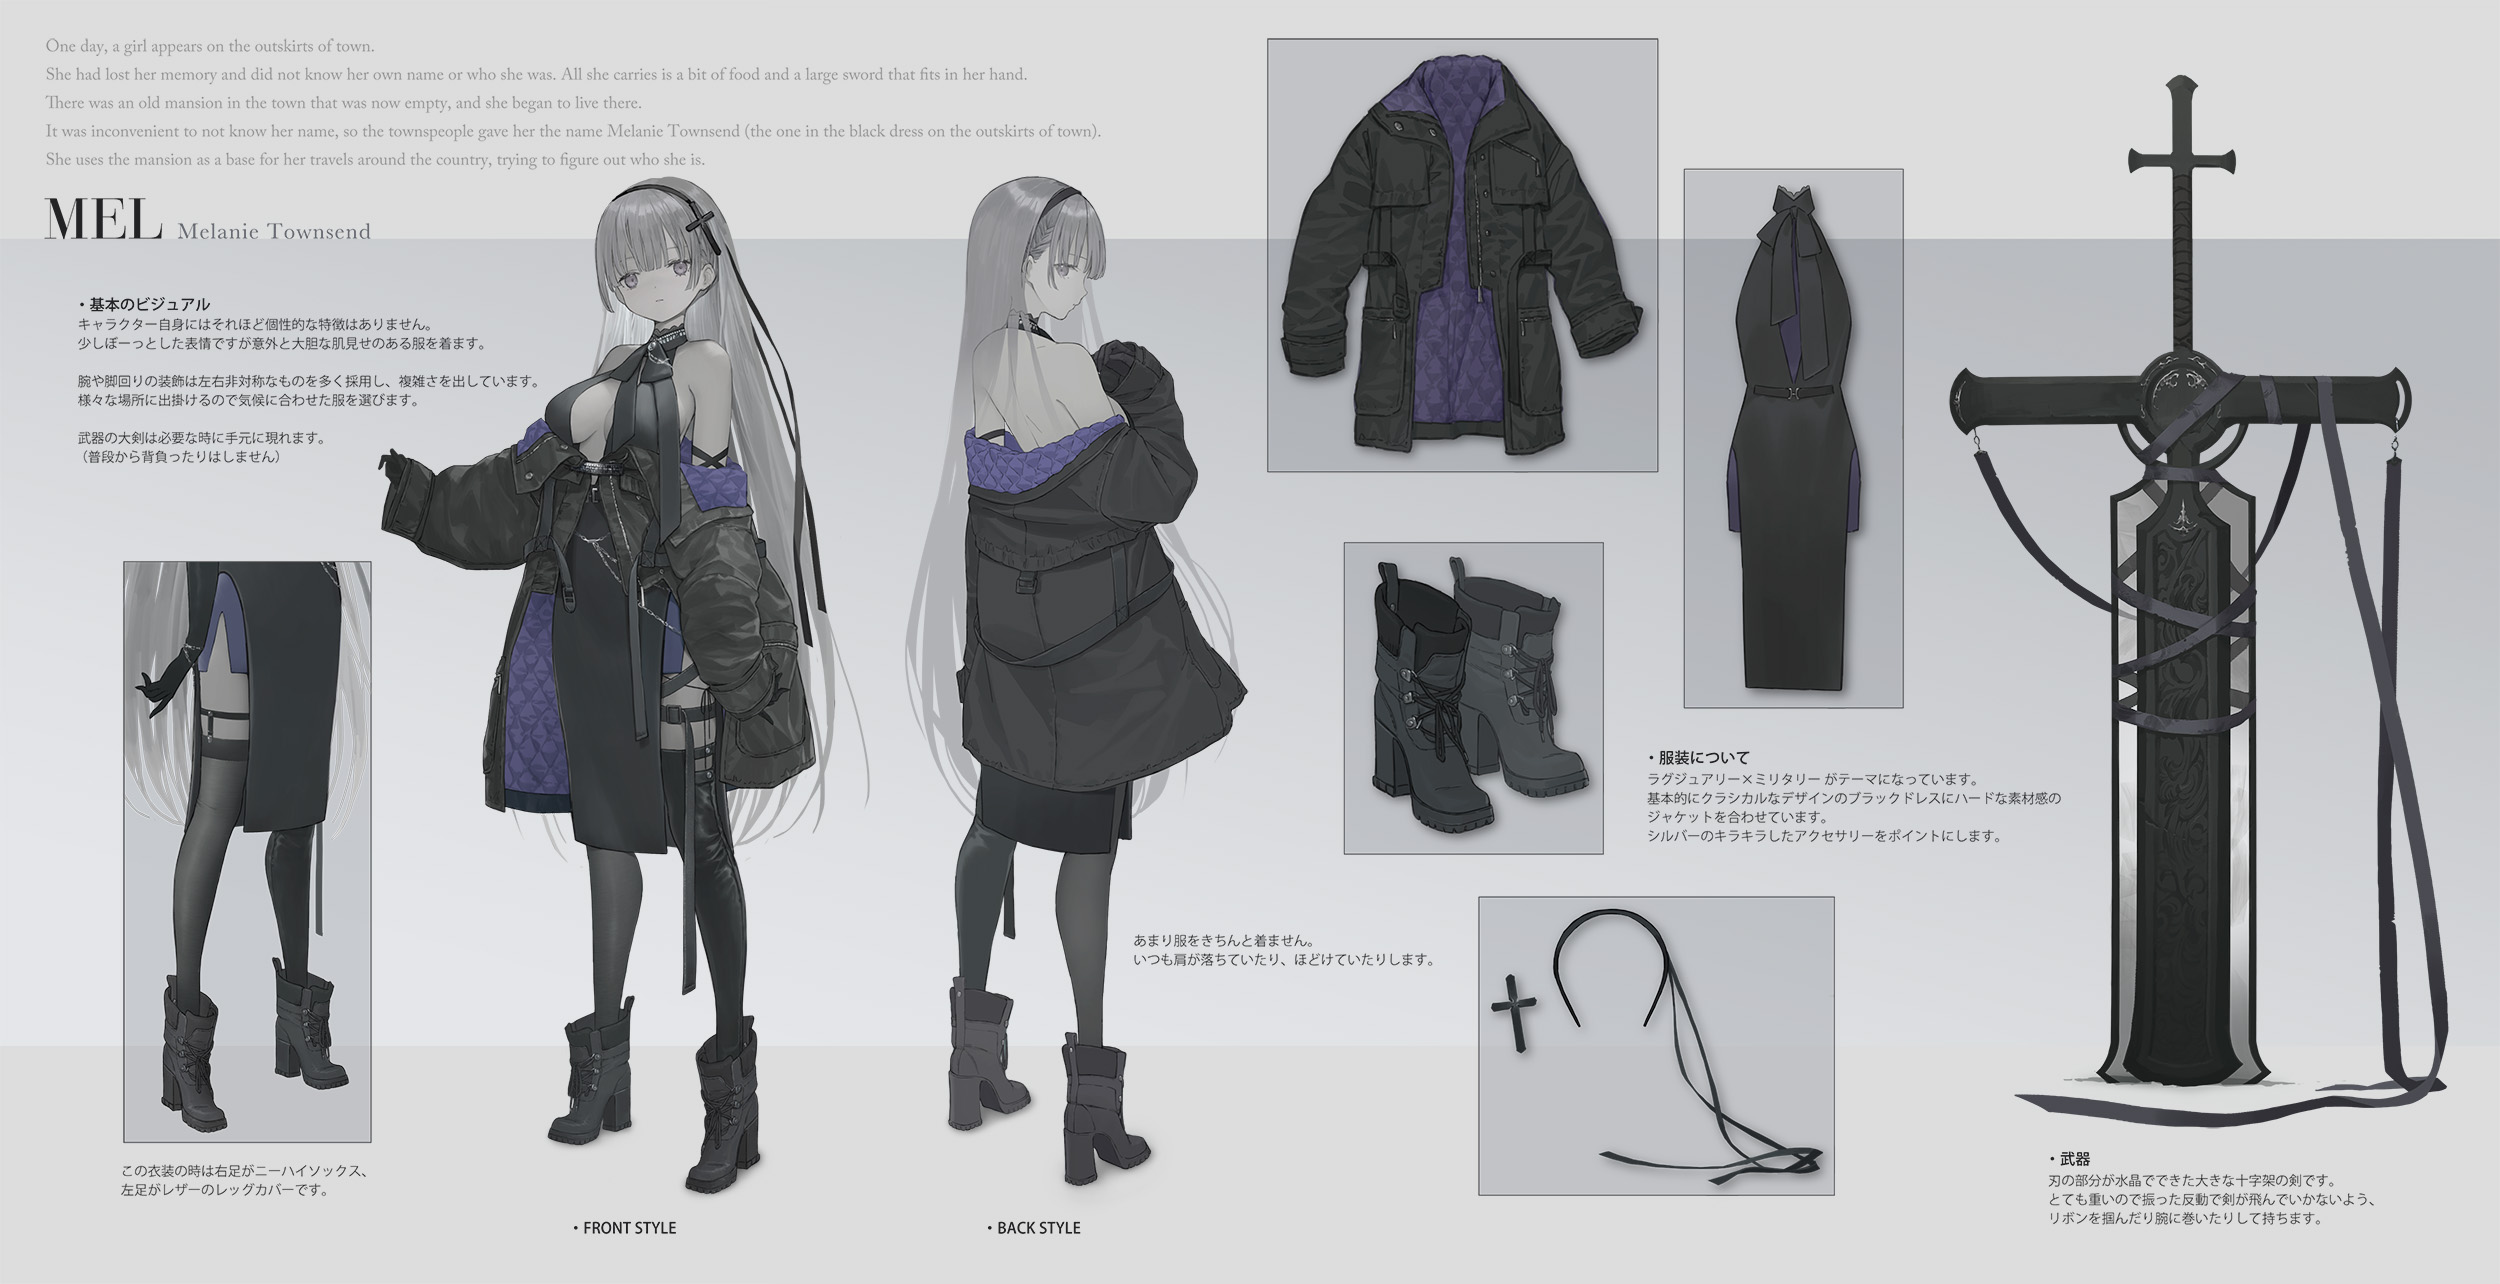 One day, a girl appears on the outskirts of town.
She had lost her memory and did not know her own name or who she was. All she carries is a bit of food and a large sword that fits in her hand.
There was an old mansion in the town that was now empty, and she began to live there.
It was inconvenient to not know her name, so the townspeople gave her the name Melanie Townsend (the one in the black dress on the outskirts of town).
She uses the mansion as a base for her travels around the country, trying to figure out who she is.
MEL Melanie Townsend
・基本のビジュアル
キャラクター自身にはそれほど個性的な特徴はありません。
少しぼーっとした表情ですが意外と大胆な肌見せのある服を着ます。
腕や脚回りの装飾は左右非対称なものを多く採用し、複雑さを出しています。
様々な場所に出掛けるので気候に合わせた服を選びます。
武器の大剣は必要な時に手元に現れます。
（普段から背負ったりはしません）
この衣装の時は右足がニーハイソックス、
左足がレザーのレッグカバーです。
・FRONT STYLE
・BACK STYLE
あまり服をきちんと着ません。
いつも肩が落ちていたり、ほどけていたりします。
・服装について
ラグジュアリー×ミリタリー がテーマになっています。
基本的にクラシカルなデザインのブラックドレスにハードな素材感の
ジャケットを合わせています。
シルバーのキラキラしたアクセサリーをポイントにします。
・武器
刃の部分が水晶でできた大きな十字架の剣です。
とても重いので振った反動で剣が飛んでいかないよう、
リボンを掴んだり腕に巻いたりして持ちます。